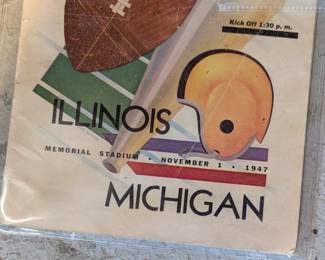 Kick Off 1:30 p. m.
ILLINOIS
MEMORIAL STADIUM • NOVEMBER 1 • 1947
MICHIGAN